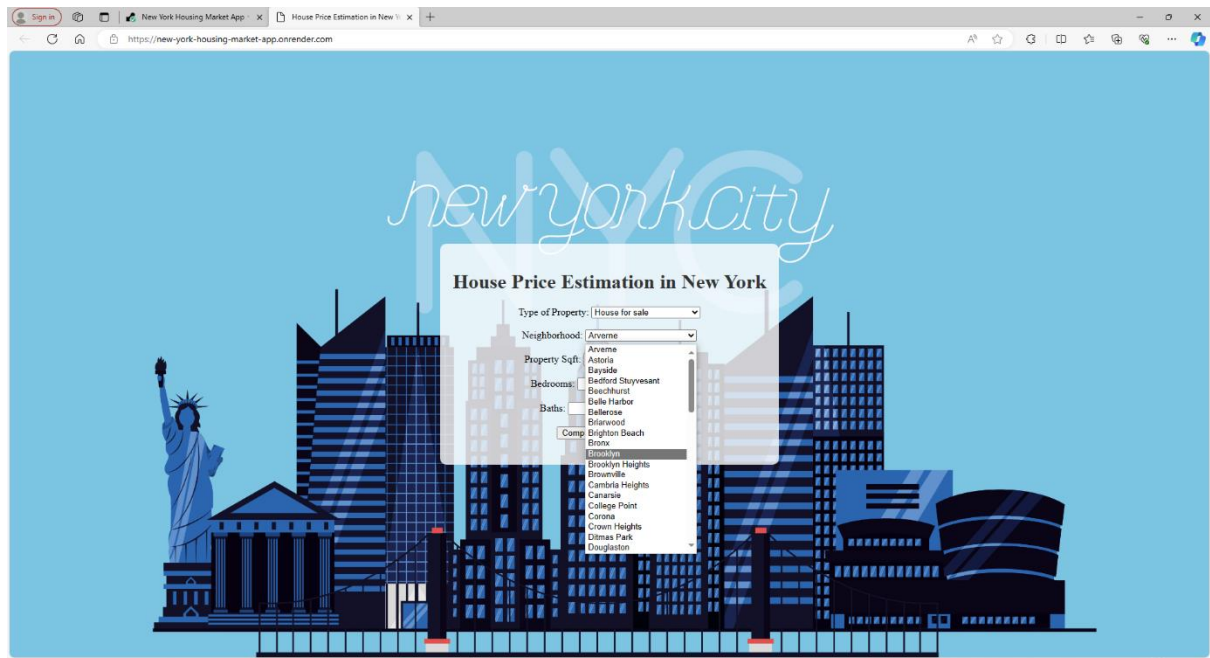 Sign in
New York Housing Market App -
House Price Estimation in New Y
https://new-york-housing-market-app.onrender.com
NYC
new york city
House Price Estimation in New York
Type of Property: House for sale
Neighborhood: Arverne
Property Sqft:
Bedrooms:
Baths:
Comp
Arverne
Astoria
Bayside
Bedford Stuyvesant
Beechhurst
Belle Harbor
Bellerose
Briarwood
Brighton Beach
Bronx
Brooklyn
Brooklyn Heights
Brownville
Cambria Heights
Canarsie
College Point
Corona
Crown Heights
Ditmas Park
Douglaston